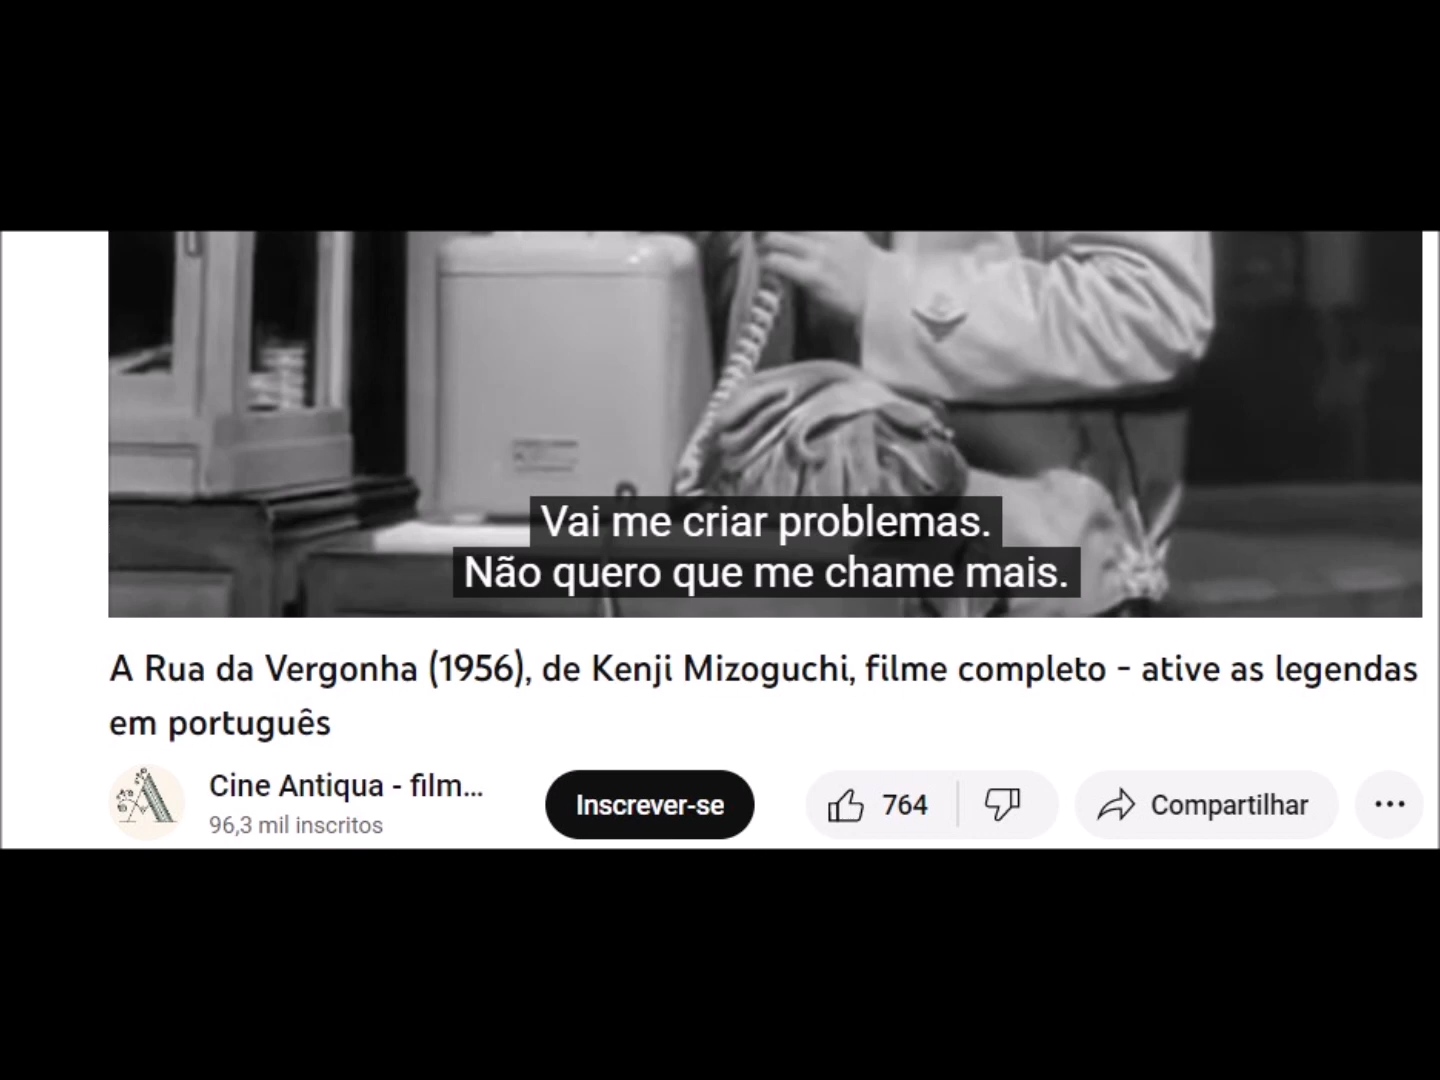 Vai me criar problemas.
Não quero que me chame mais.
A Rua da Vergonha (1956), de Kenji Mizoguchi, filme completo - ative as legendas
em português
Cine Antiqua - film...
96,3 mil inscritos
Inscrever-se
764
Compartilhar